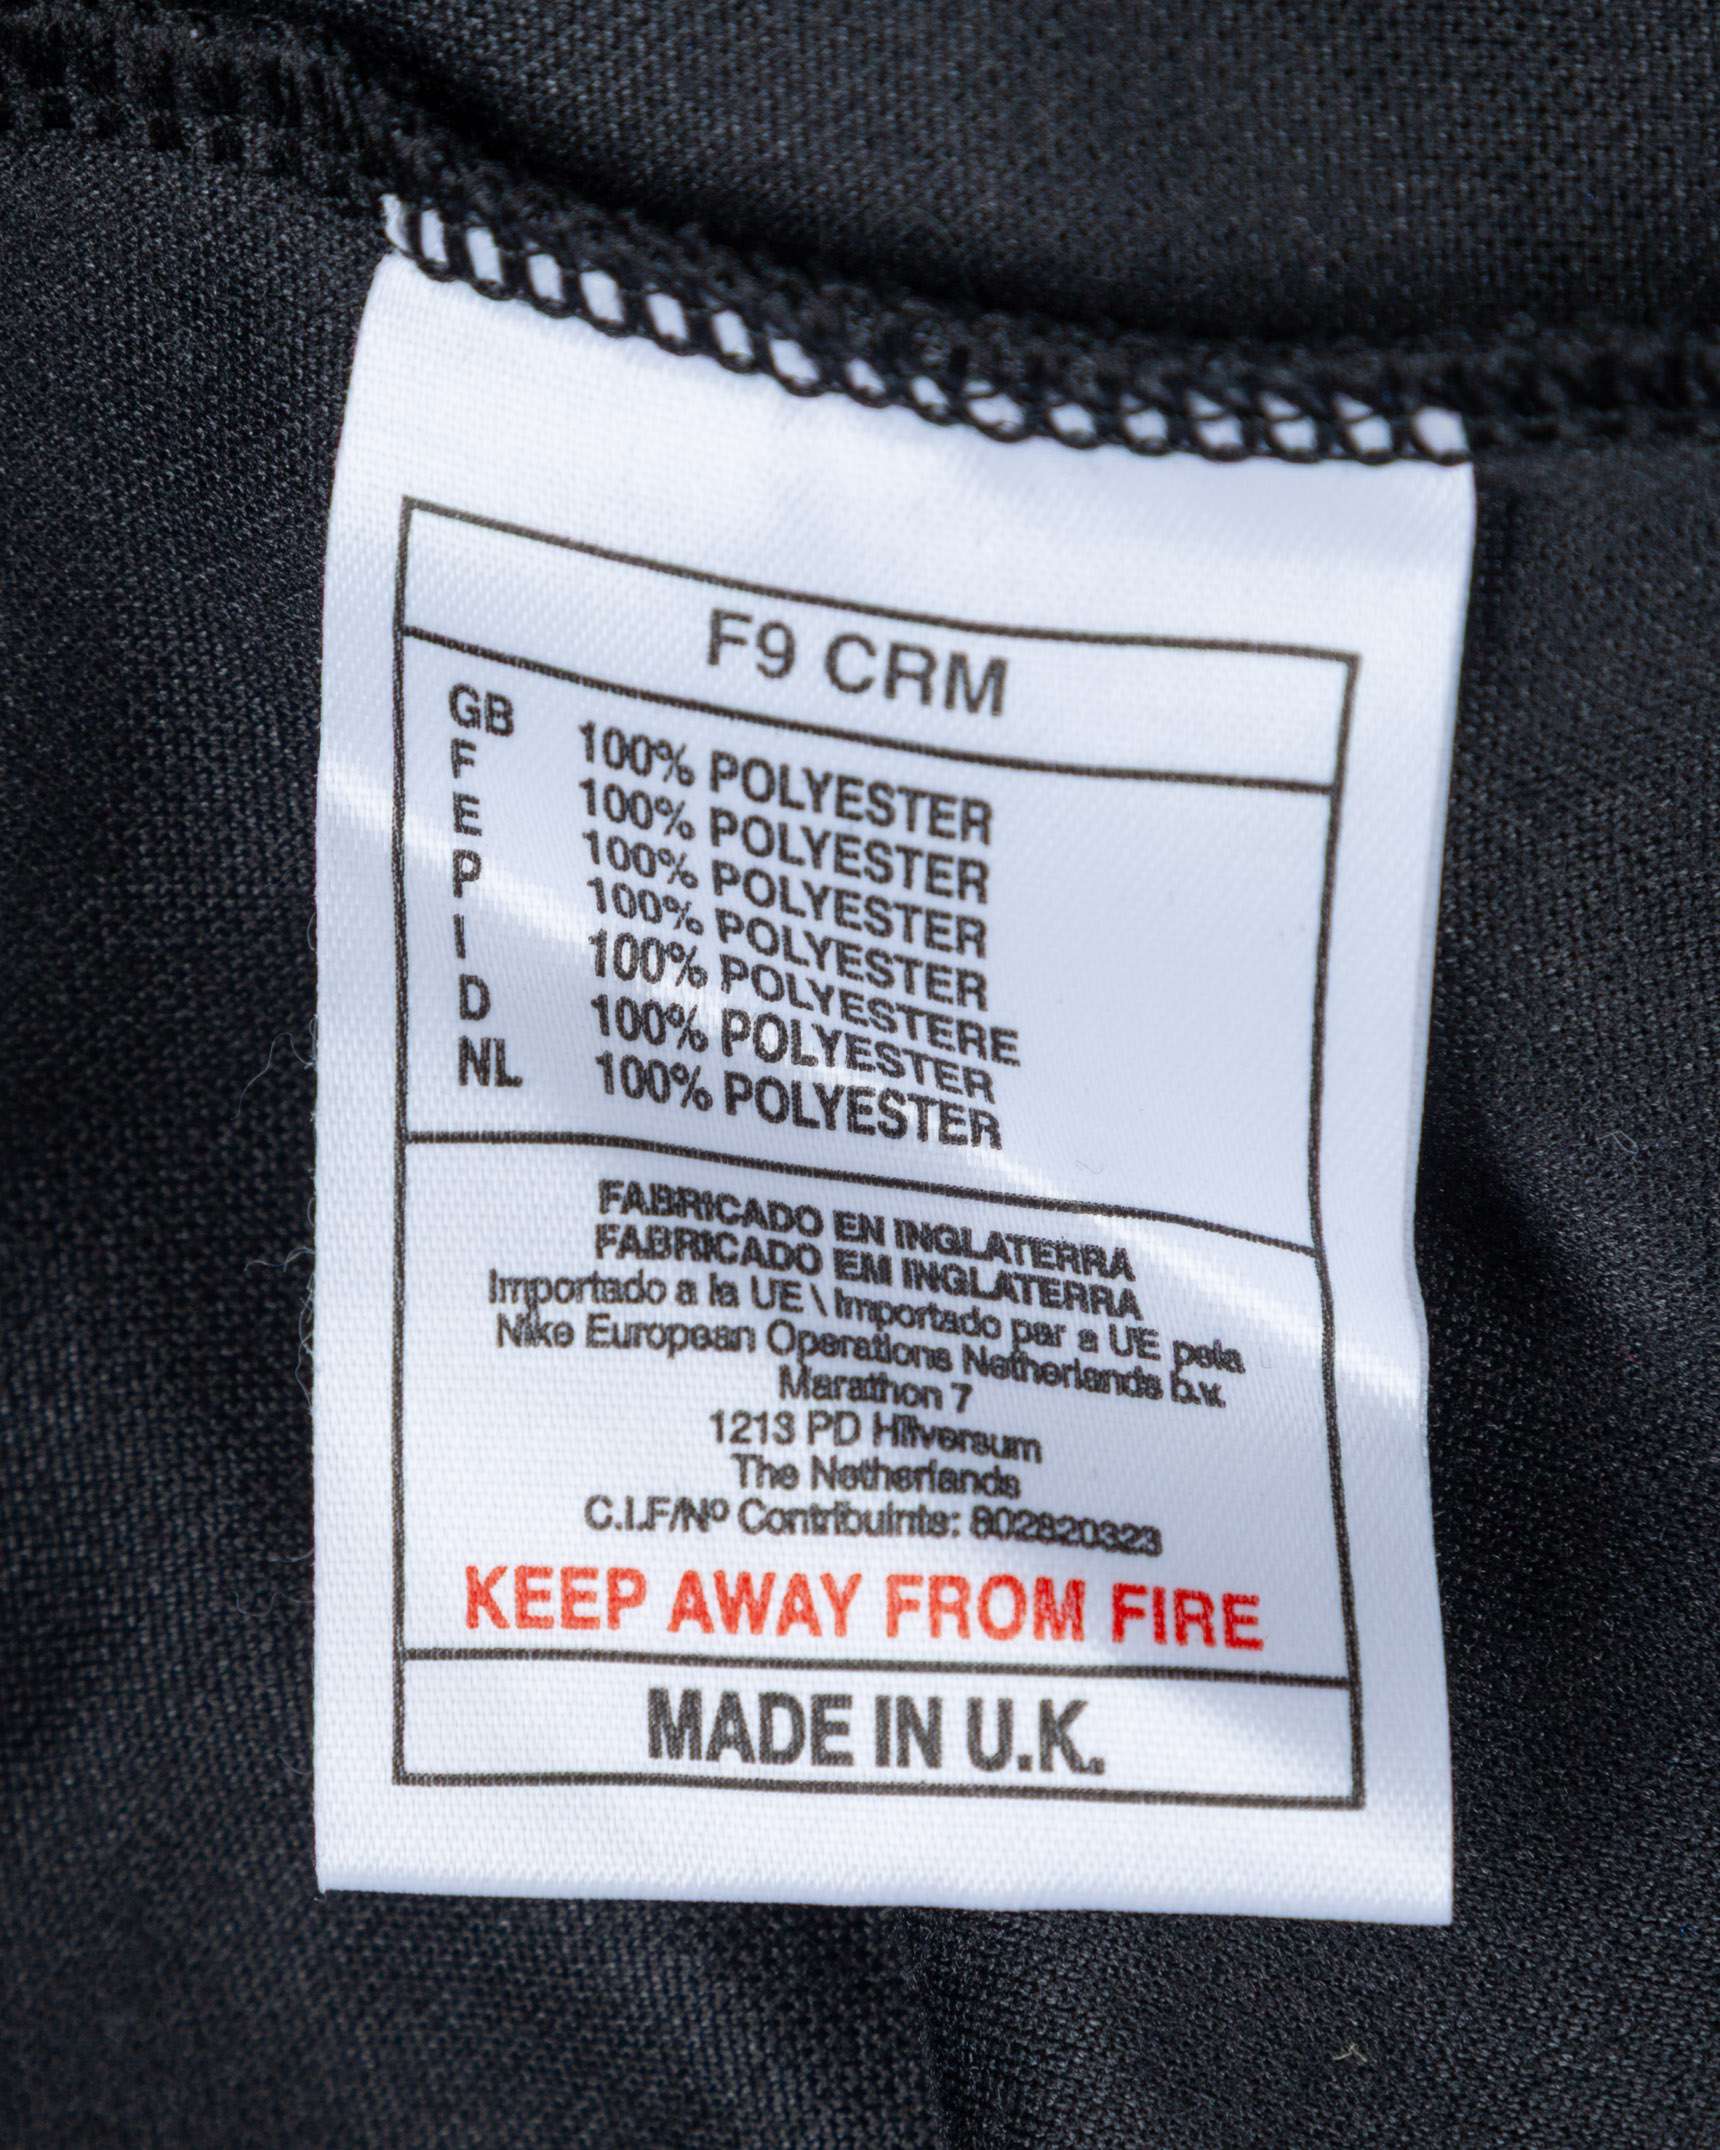 F9 CRM
GB 100% POLYESTER
F 100% POLYESTER
E 100% POLYESTER
P 100% POLYESTER
I 100% POLYESTERE
D 100% POLYESTER
NL 100% POLYESTER
FABRICADO EN INGLATERRA
FABRICADO EM INGLATERRA
Importado a la UE \ Importado par a UE pela
Nike European Operations Netherlands b.v.
Marathon 7
1213 PD Hilversum
The Netherlands
C.I.F/Nº Contribuinte: 802820323
KEEP AWAY FROM FIRE
MADE IN U.K.